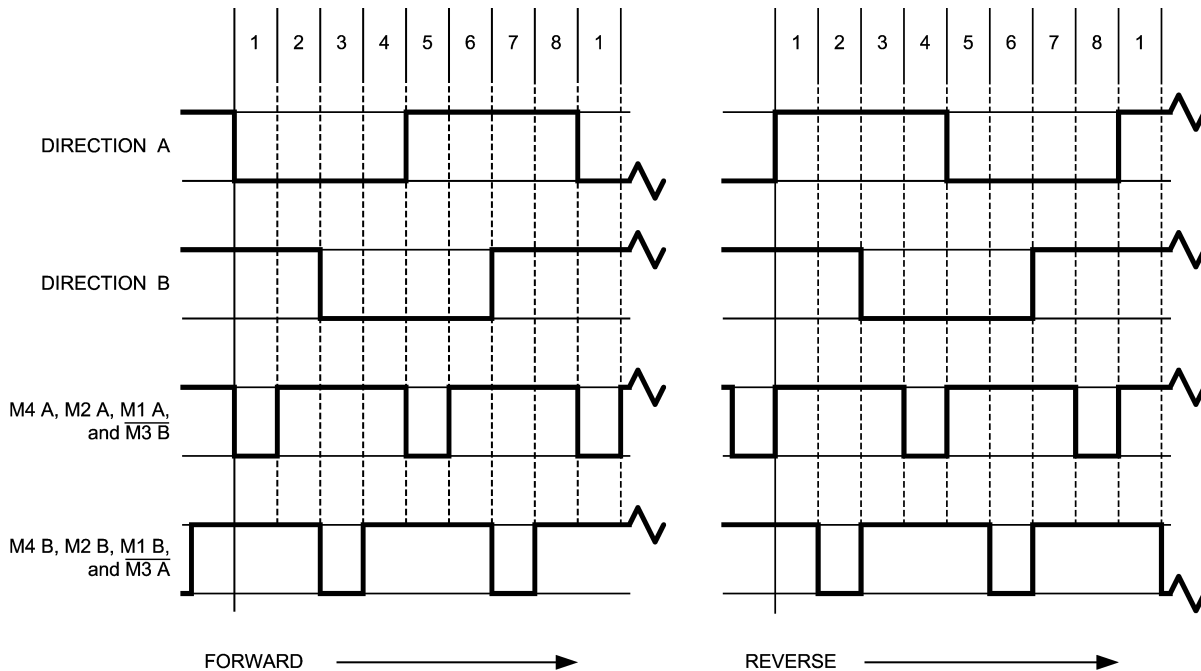 1 2 3 4 5 6 7 8 1 1 2 3 4 5 6 7 8 1
DIRECTION A
DIRECTION B
M4 A, M2 A, M1 A,
and M3 B
M4 B, M2 B, M1 B,
and M3 A
FORWARD REVERSE